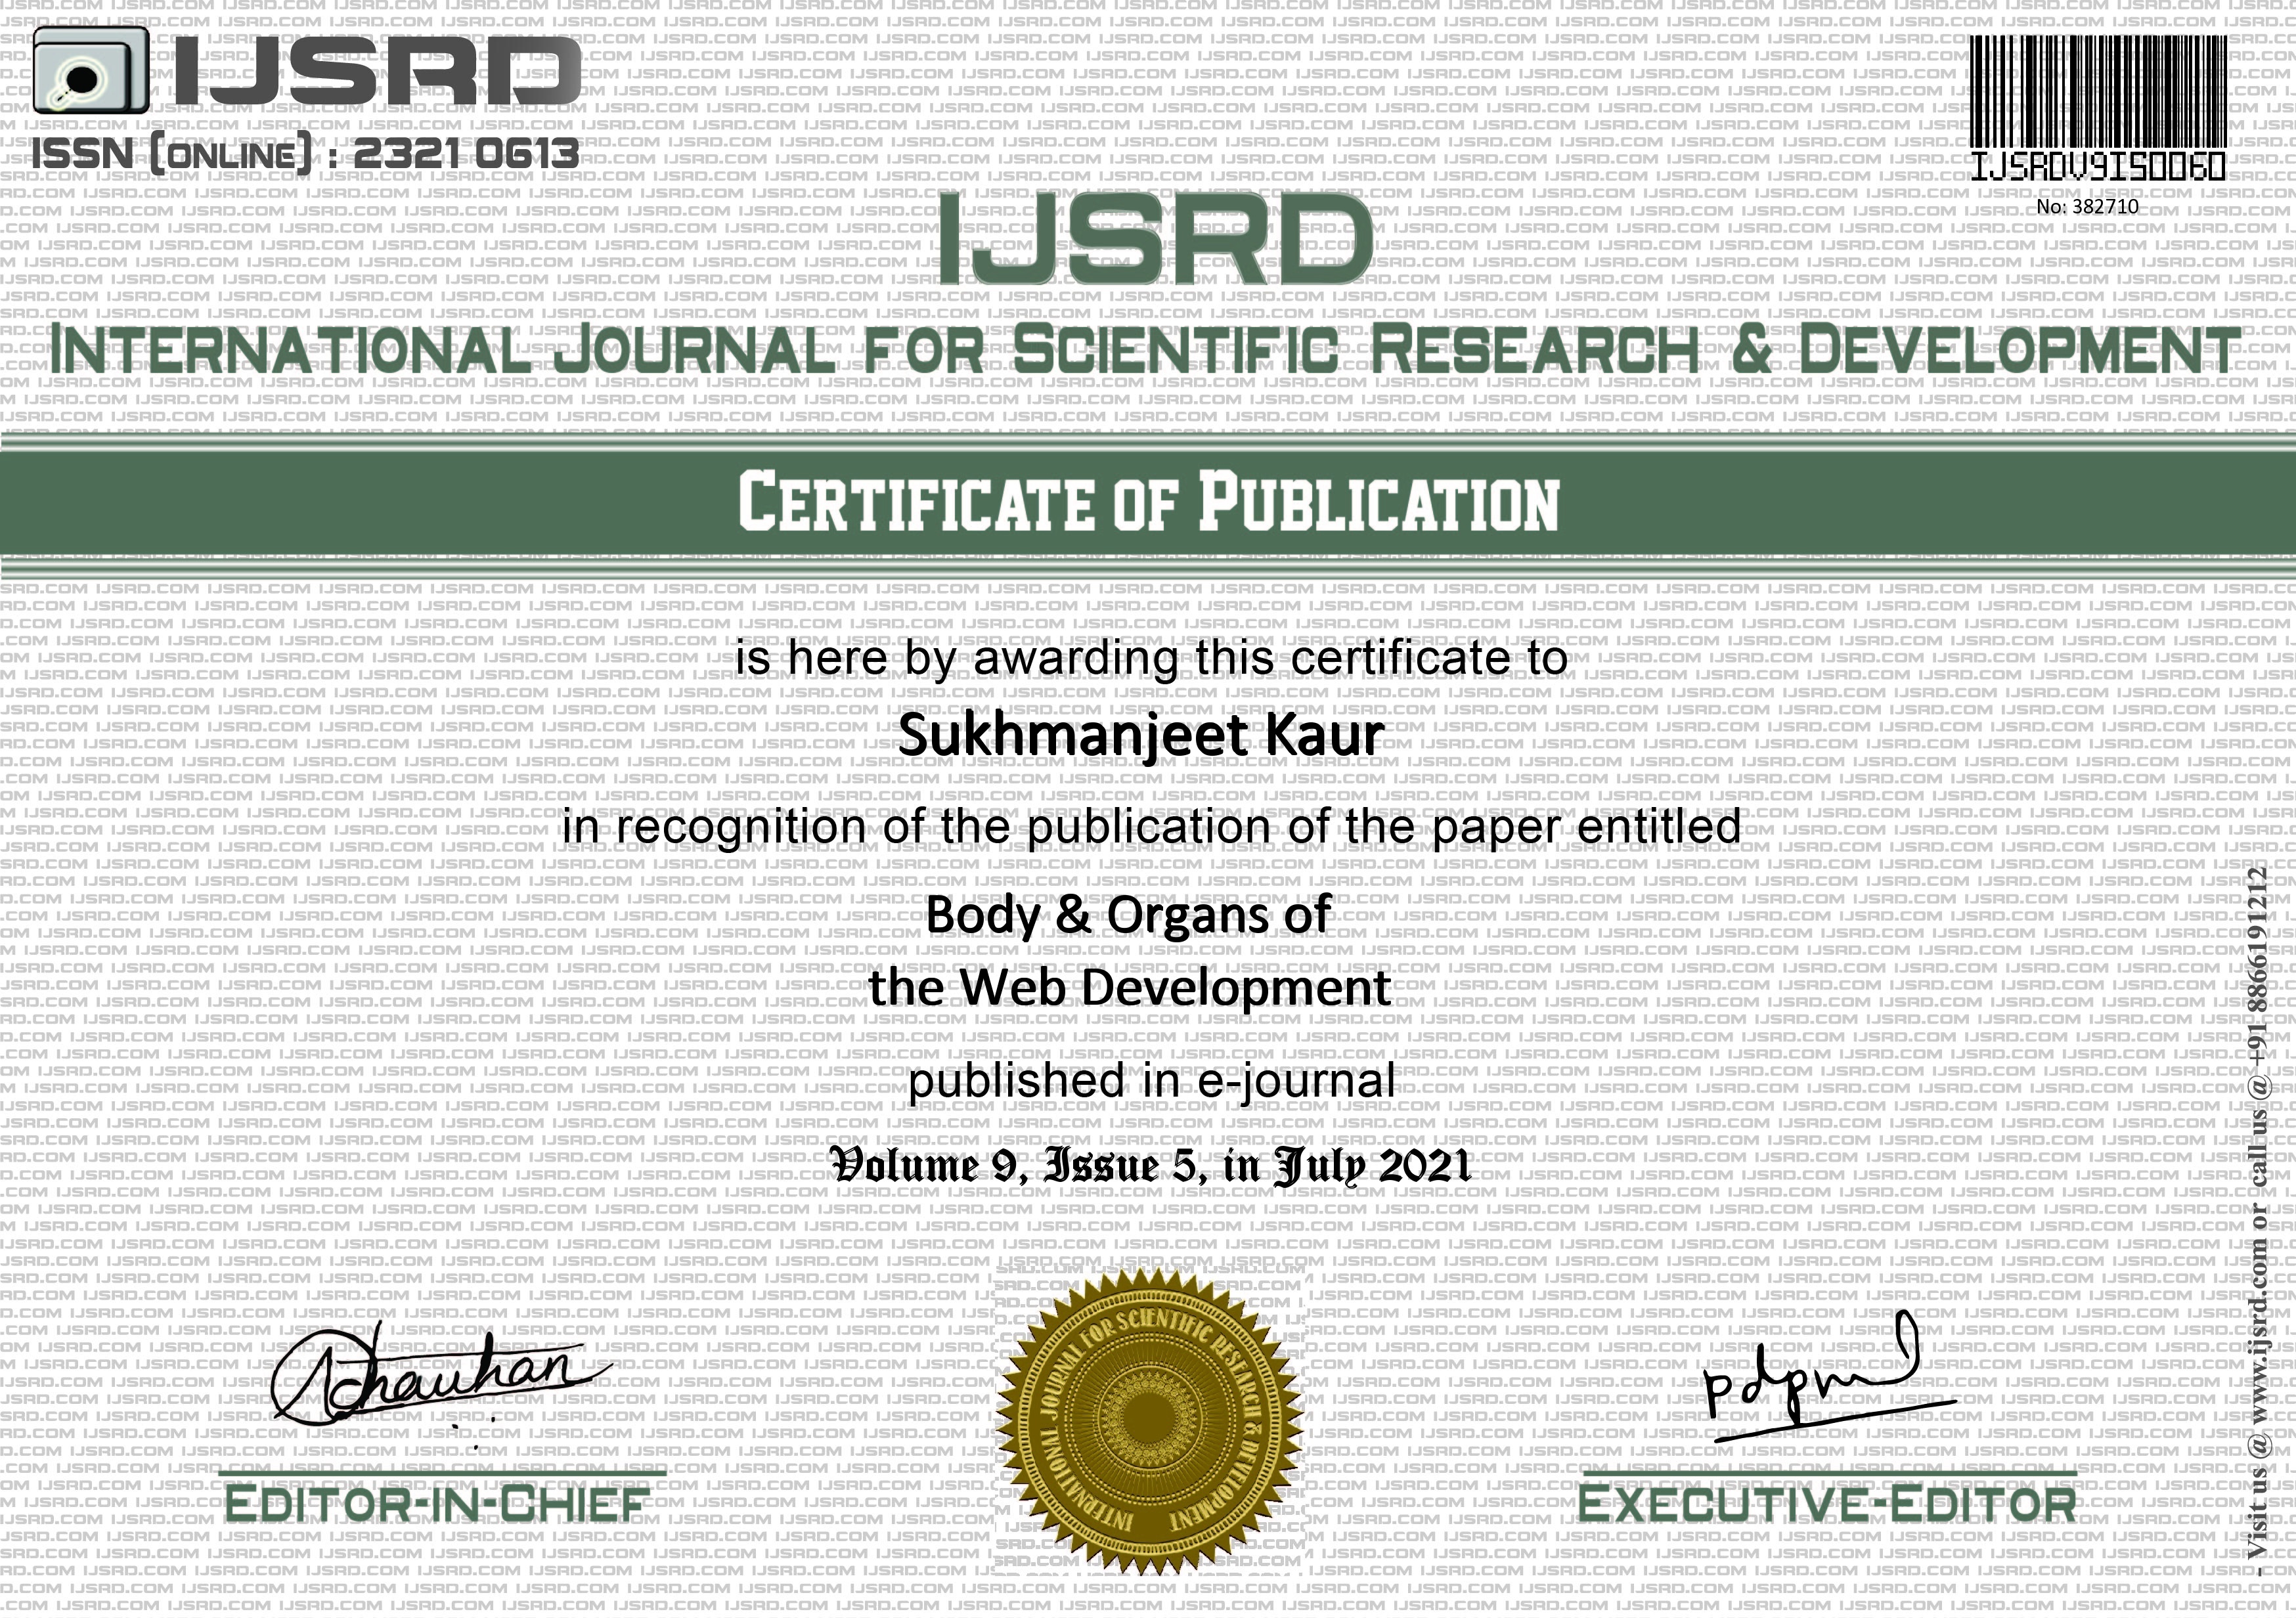 IJSRD
ISSN (ONLINE) : 2321 0613
IJSRDV9IS0060
No: 382710
IJSRD
INTERNATIONAL JOURNAL FOR SCIENTIFIC RESEARCH & DEVELOPMENT
CERTIFICATE OF PUBLICATION
is here by awarding this certificate to
Sukhmanjeet Kaur
in recognition of the publication of the paper entitled
Body & Organs of
the Web Development
published in e-journal
Volume 9, Issue 5, in July 2021
INTERNATIONAL JOURNAL FOR SCIENTIFIC RESEARCH & DEVELOPMENT
EDITOR-IN-CHIEF
EXECUTIVE-EDITOR
- Visit us @ www.ijsrd.com or call us @ +91 8866191212